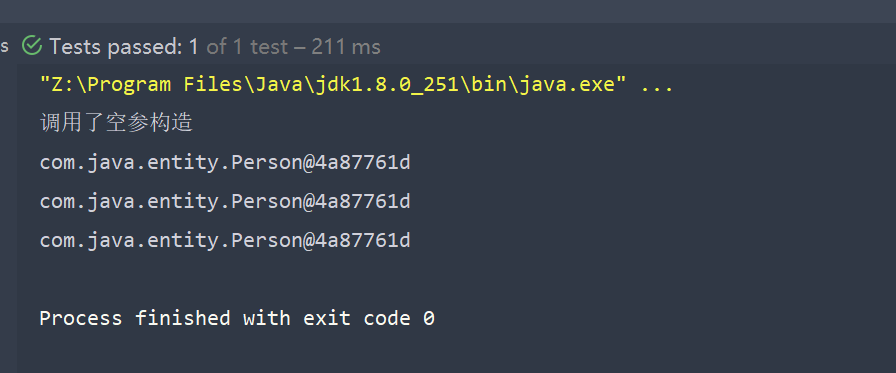 s Tests passed: 1 of 1 test – 211 ms
"Z:\Program Files\Java\jdk1.8.0_251\bin\java.exe" ...
调用了空参构造
com.java.entity.Person@4a87761d
com.java.entity.Person@4a87761d
com.java.entity.Person@4a87761d
Process finished with exit code 0